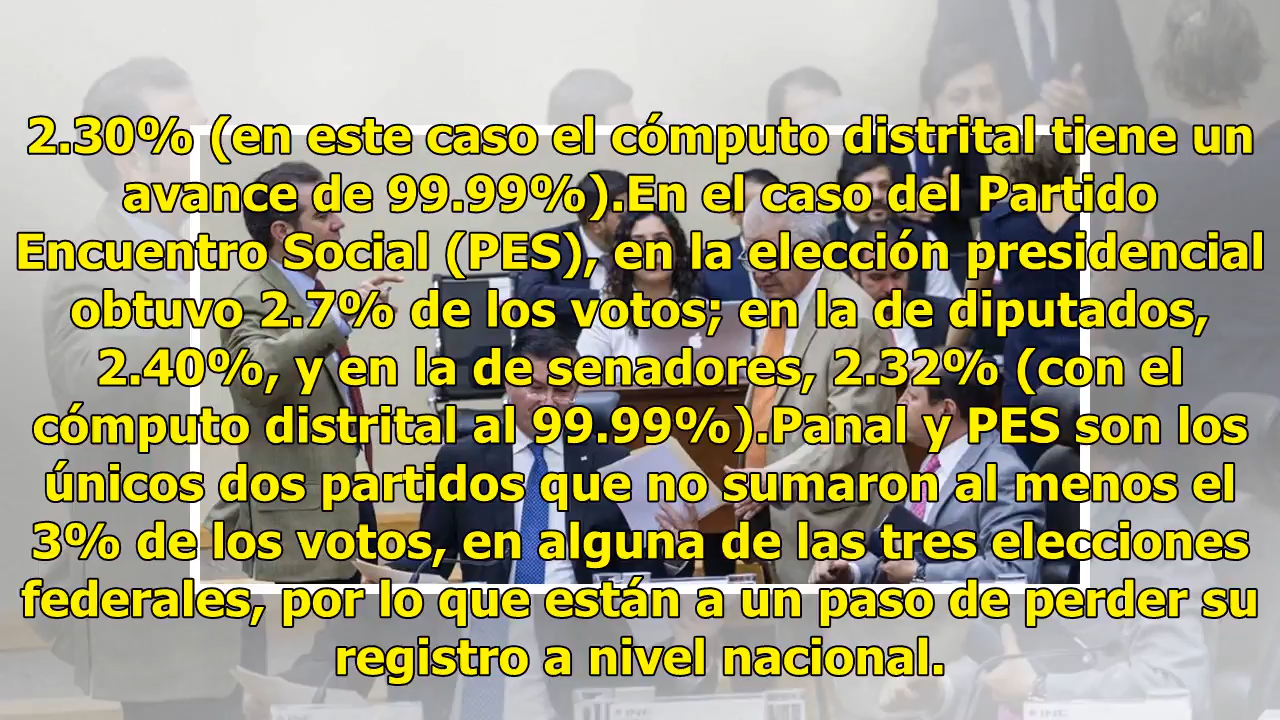 2.30% (en este caso el cómputo distrital tiene un
avance de 99.99%).En el caso del Partido
Encuentro Social (PES), en la elección presidencial
obtuvo 2.7% de los votos; en la de diputados,
2.40%, y en la de senadores, 2.32% (con el
cómputo distrital al 99.99%).Panal y PES son los
únicos dos partidos que no sumaron al menos el
3% de los votos, en alguna de las tres elecciones
federales, por lo que están a un paso de perder su
registro a nivel nacional.